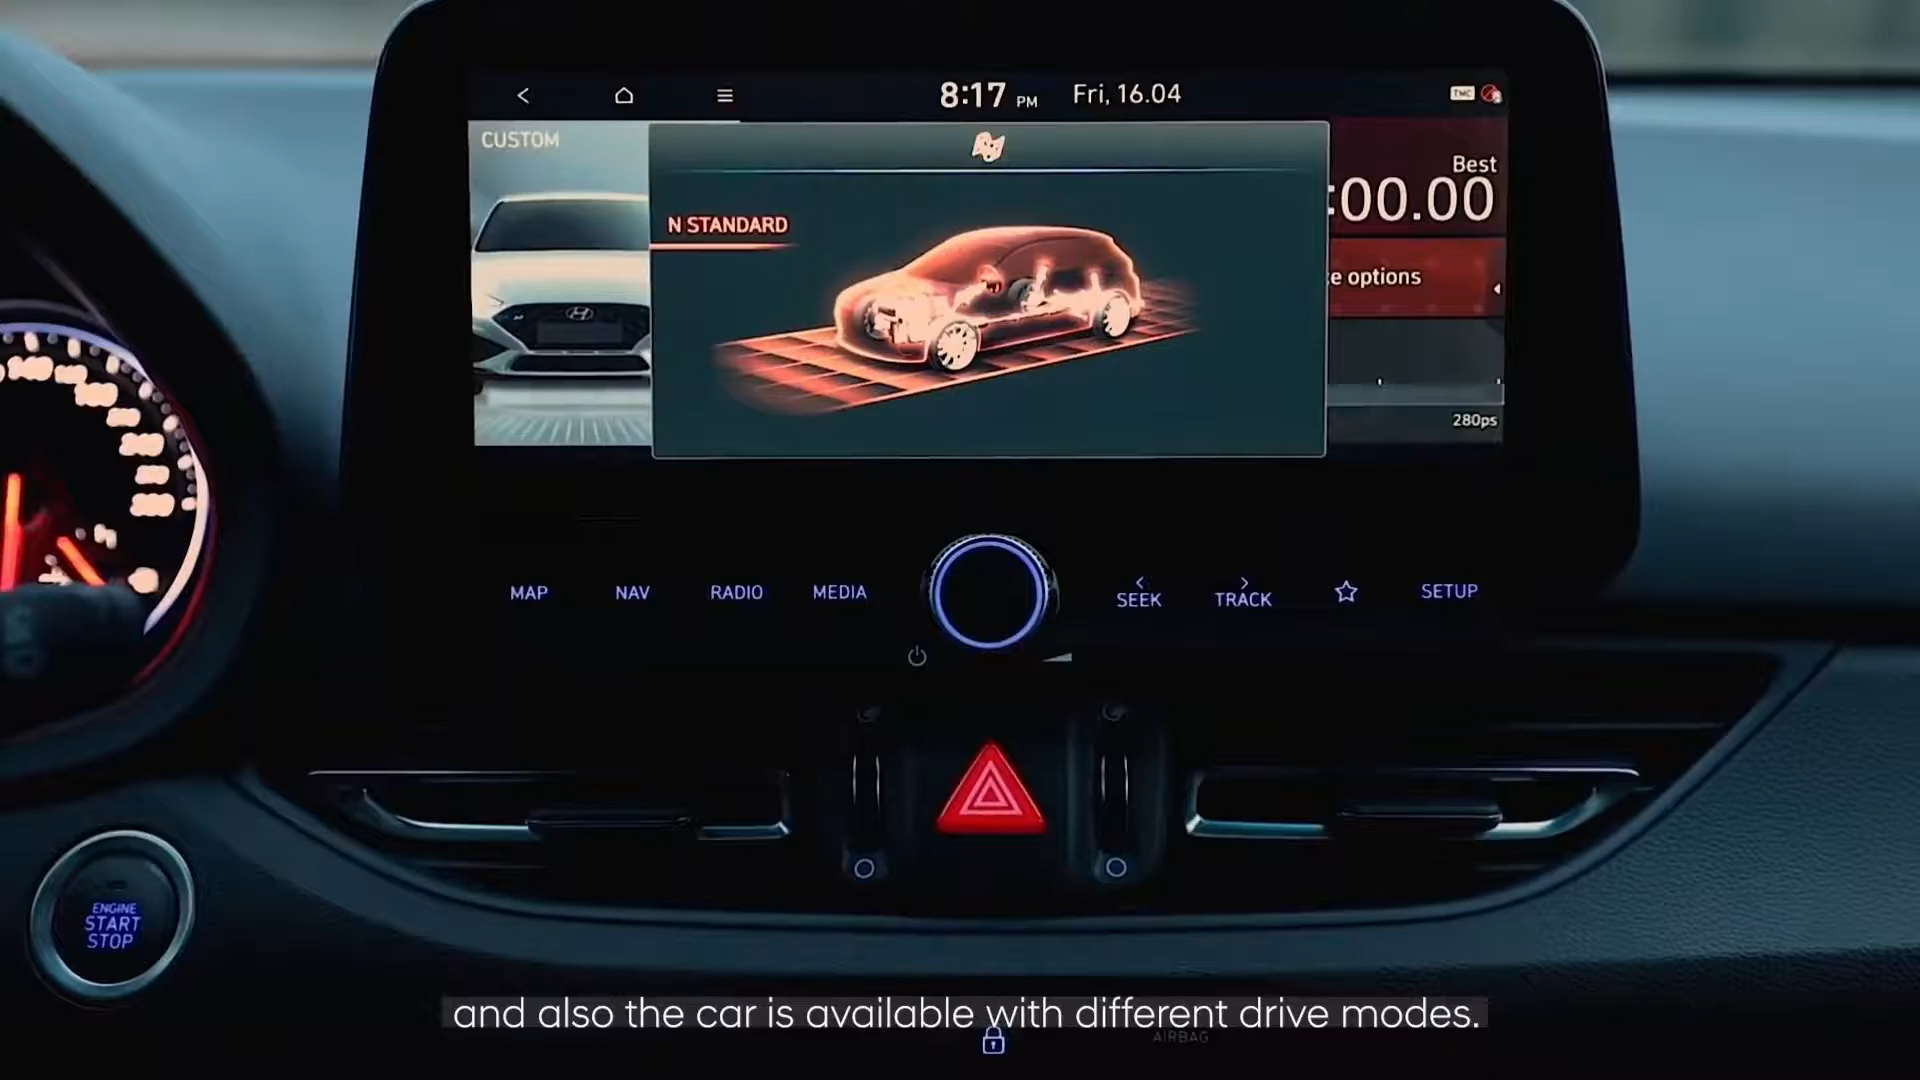 8:17 PM Fri, 16.04
TMC
CUSTOM
Best
:00.00
N STANDARD
e options
280ps
MAP NAV RADIO MEDIA
SEEK TRACK SETUP
ENGINE
START
STOP
and also the car is available with different drive modes.
AIRBAG